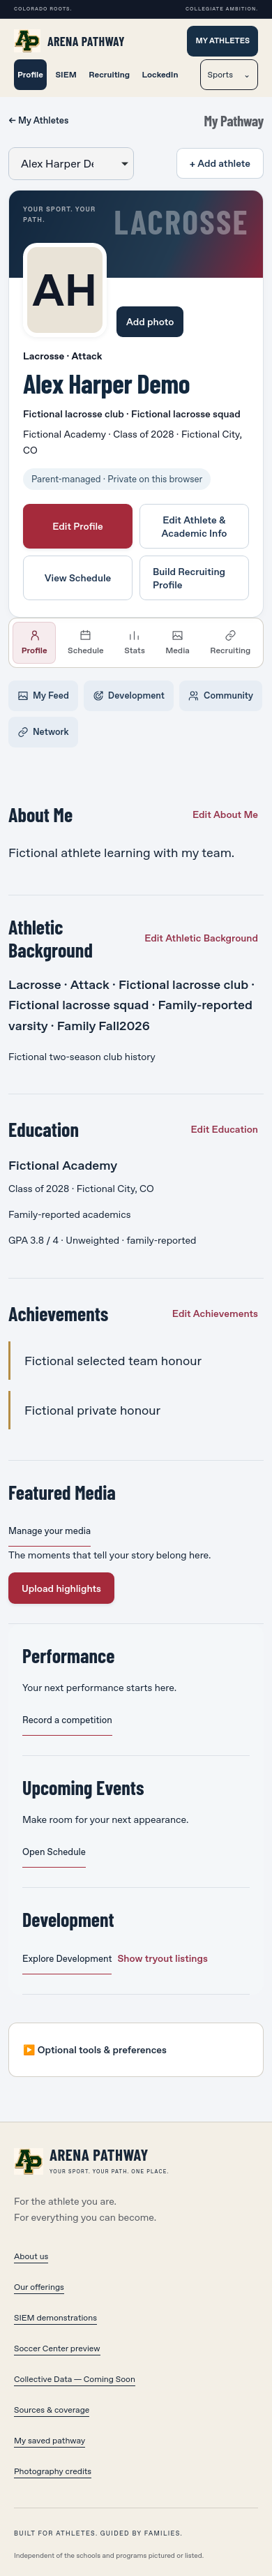 COLORADO ROOTS. COLLEGIATE AMBITION.
AP ARENA PATHWAY MY ATHLETES
Profile SIEM Recruiting LockedIn Sports
← My Athletes My Pathway
Alex Harper De + Add athlete
YOUR SPORT. YOUR
PATH.
LACROSSE
AH
Add photo
Lacrosse · Attack
Alex Harper Demo
Fictional lacrosse club · Fictional lacrosse squad
Fictional Academy · Class of 2028 · Fictional City,
CO
Parent-managed · Private on this browser
Edit Profile
Edit Athlete &
Academic Info
View Schedule
Build Recruiting
Profile
Profile Schedule Stats Media Recruiting
My Feed Development Community
Network
About Me Edit About Me
Fictional athlete learning with my team.
Athletic
Background
Edit Athletic Background
Lacrosse · Attack · Fictional lacrosse club ·
Fictional lacrosse squad · Family-reported
varsity · Family Fall2026
Fictional two-season club history
Education Edit Education
Fictional Academy
Class of 2028 · Fictional City, CO
Family-reported academics
GPA 3.8 / 4 · Unweighted · family-reported
Achievements Edit Achievements
Fictional selected team honour
Fictional private honour
Featured Media
Manage your media
The moments that tell your story belong here.
Upload highlights
Performance
Your next performance starts here.
Record a competition
Upcoming Events
Make room for your next appearance.
Open Schedule
Development
Explore Development Show tryout listings
Optional tools & preferences
AP ARENA PATHWAY
YOUR SPORT. YOUR PATH. ONE PLACE.
For the athlete you are.
For everything you can become.
About us
Our offerings
SIEM demonstrations
Soccer Center preview
Collective Data — Coming Soon
Sources & coverage
My saved pathway
Photography credits
BUILT FOR ATHLETES. GUIDED BY FAMILIES.
Independent of the schools and programs pictured or listed.